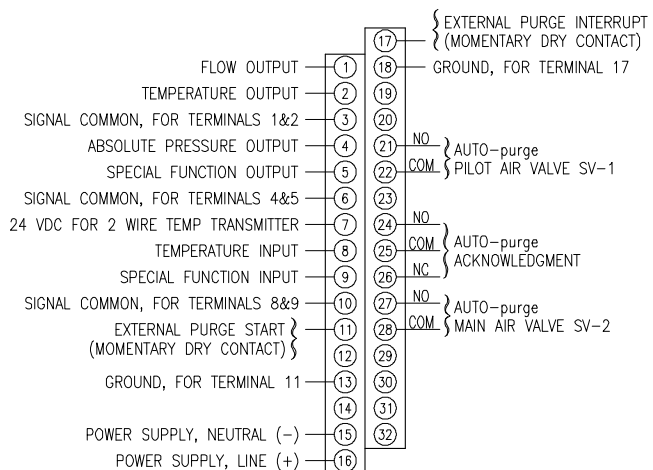 EXTERNAL PURGE INTERRUPT
17 (MOMENTARY DRY CONTACT)
FLOW OUTPUT 1 18 GROUND, FOR TERMINAL 17
TEMPERATURE OUTPUT 2 19
SIGNAL COMMON, FOR TERMINALS 1&2 3 20
ABSOLUTE PRESSURE OUTPUT 4 21 NO AUTO-purge
SPECIAL FUNCTION OUTPUT 5 22 COM PILOT AIR VALVE SV-1
SIGNAL COMMON, FOR TERMINALS 4&5 6 23
24 VDC FOR 2 WIRE TEMP TRANSMITTER 7 24 NO
TEMPERATURE INPUT 8 25 COM AUTO-purge
SPECIAL FUNCTION INPUT 9 26 NC ACKNOWLEDGMENT
SIGNAL COMMON, FOR TERMINALS 8&9 10 27 NO AUTO-purge
EXTERNAL PURGE START 11 28 COM MAIN AIR VALVE SV-2
(MOMENTARY DRY CONTACT) 12 29
GROUND, FOR TERMINAL 11 13 30
14 31
POWER SUPPLY, NEUTRAL (-) 15 32
POWER SUPPLY, LINE (+) 16